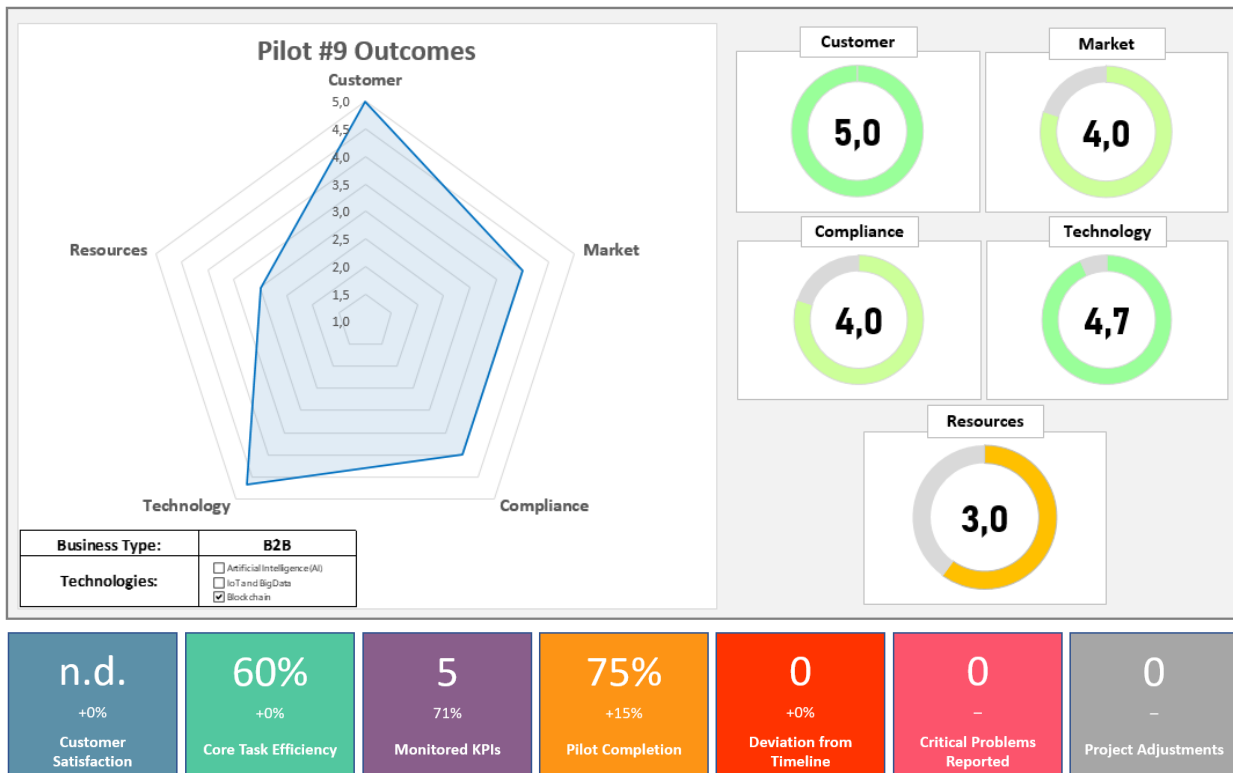 Pilot #9 Outcomes
Customer
5,0
4,5
4,0
3,5
3,0
2,5
2,0
1,5
1,0
Resources
Market
Technology
Compliance
Business Type:
B2B
Technologies:
Artificial Intelligence (AI)
IoT and BigData
Blockchain
Customer
5,0
Market
4,0
Compliance
4,0
Technology
4,7
Resources
3,0
n.d.
+0%
Customer
Satisfaction
60%
+0%
Core Task Efficiency
5
71%
Monitored KPIs
75%
+15%
Pilot Completion
0
+0%
Deviation from
Timeline
0
–
Critical Problems
Reported
0
–
Project Adjustments